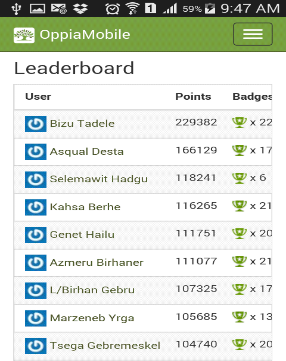 1 59% 9:47 AM
OppiaMobile
Leaderboard
User Points Badges
Bizu Tadele 229382 x 22
Asqual Desta 166129 x 17
Selemawit Hadgu 118241 x 6
Kahsa Berhe 116265 x 21
Genet Hailu 111751 x 20
Azmeru Birhaner 111077 x 21
L/Birhan Gebru 107325 x 17
Marzeneb Yrga 105685 x 13
Tsega Gebremeskel 104740 x 20